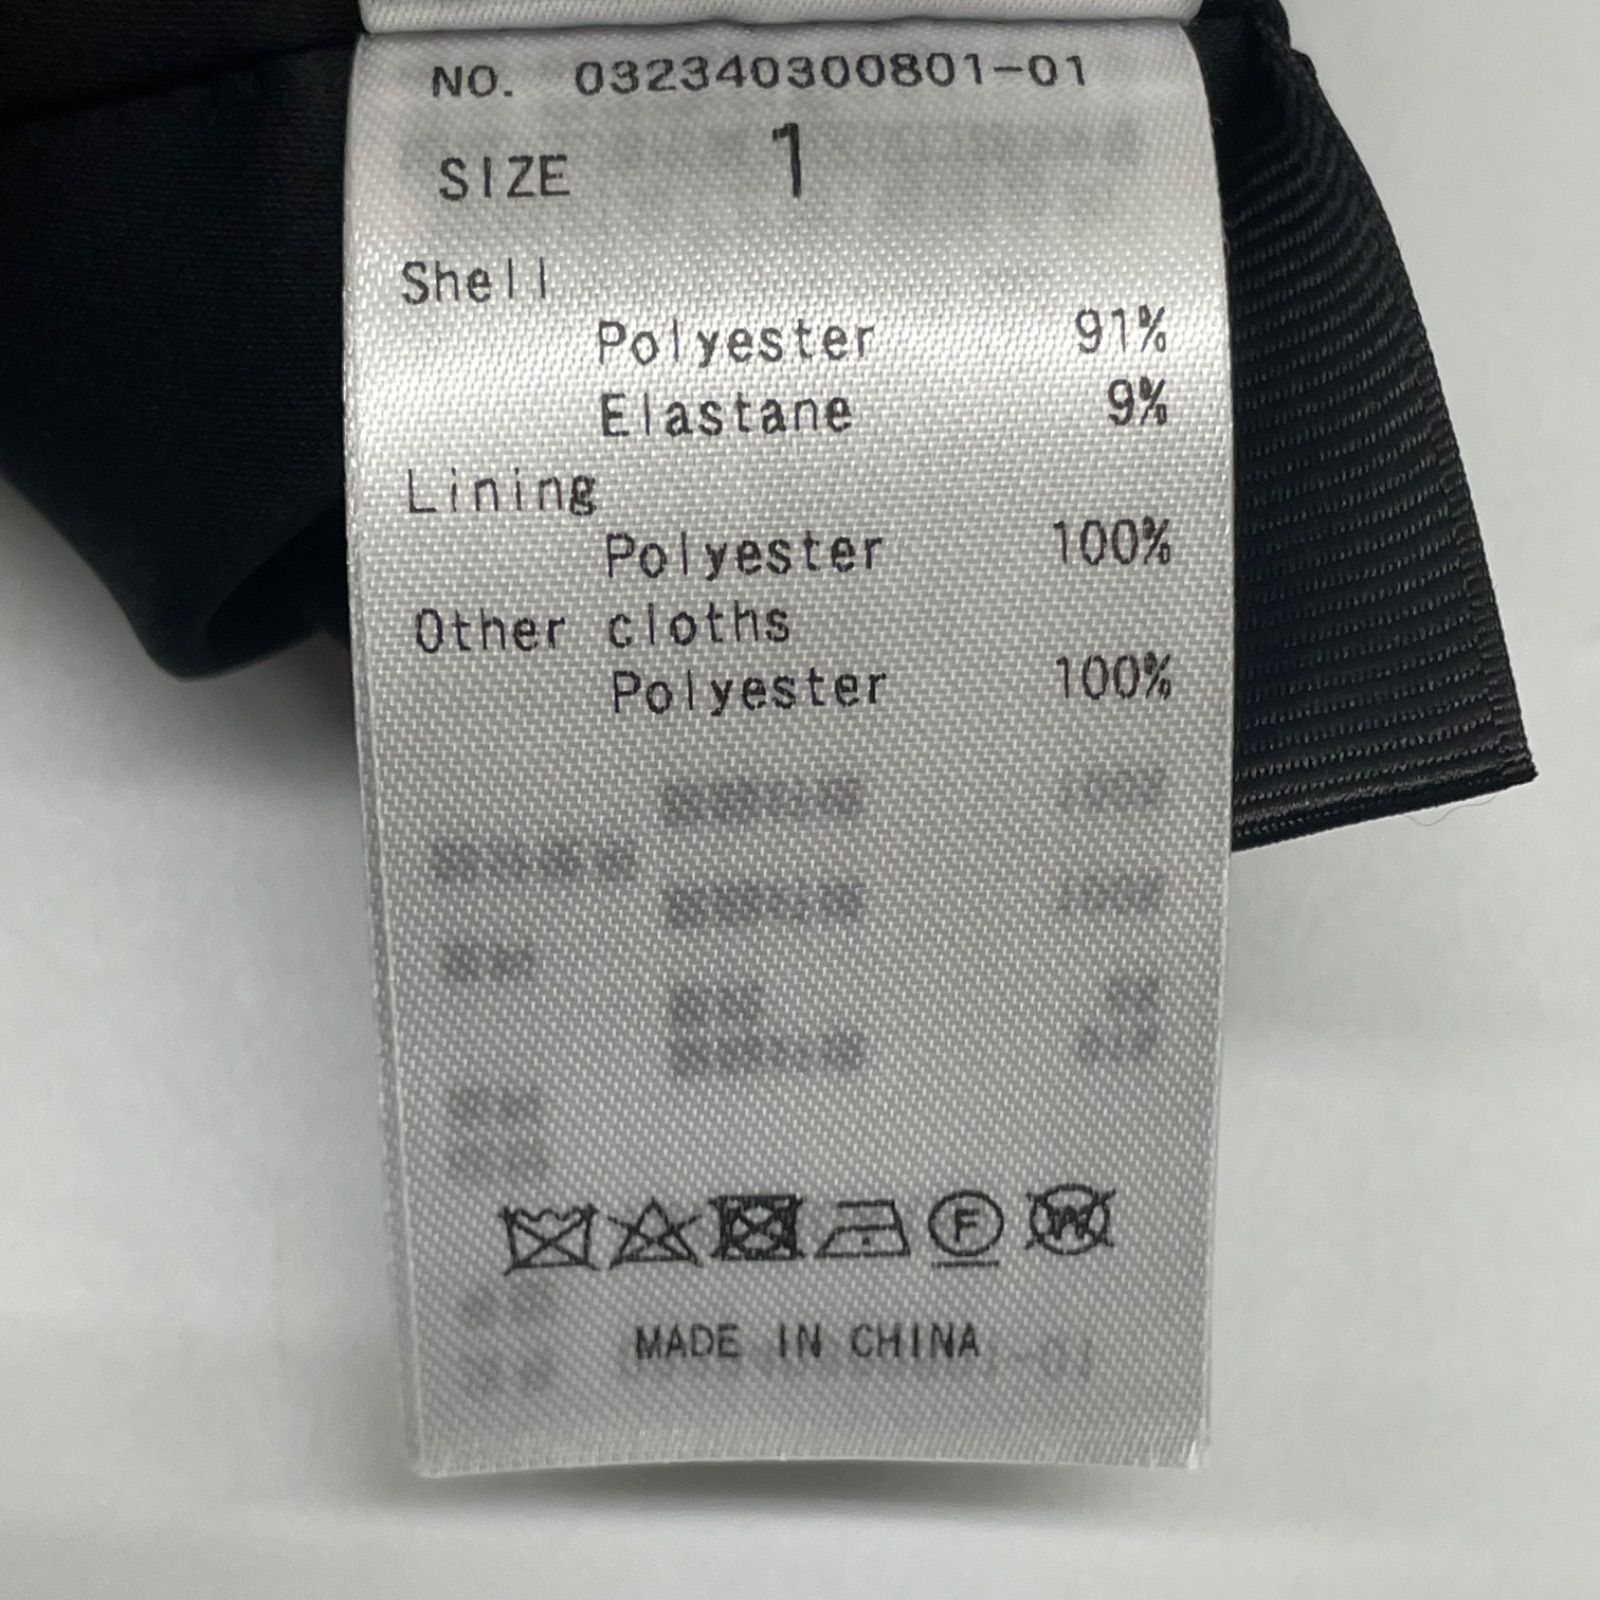 NO. 032340300801-01
SIZE 1
Shell
Polyester 91%
Elastane 9%
Lining
Polyester 100%
Other cloths
Polyester 100%
F W
MADE IN CHINA